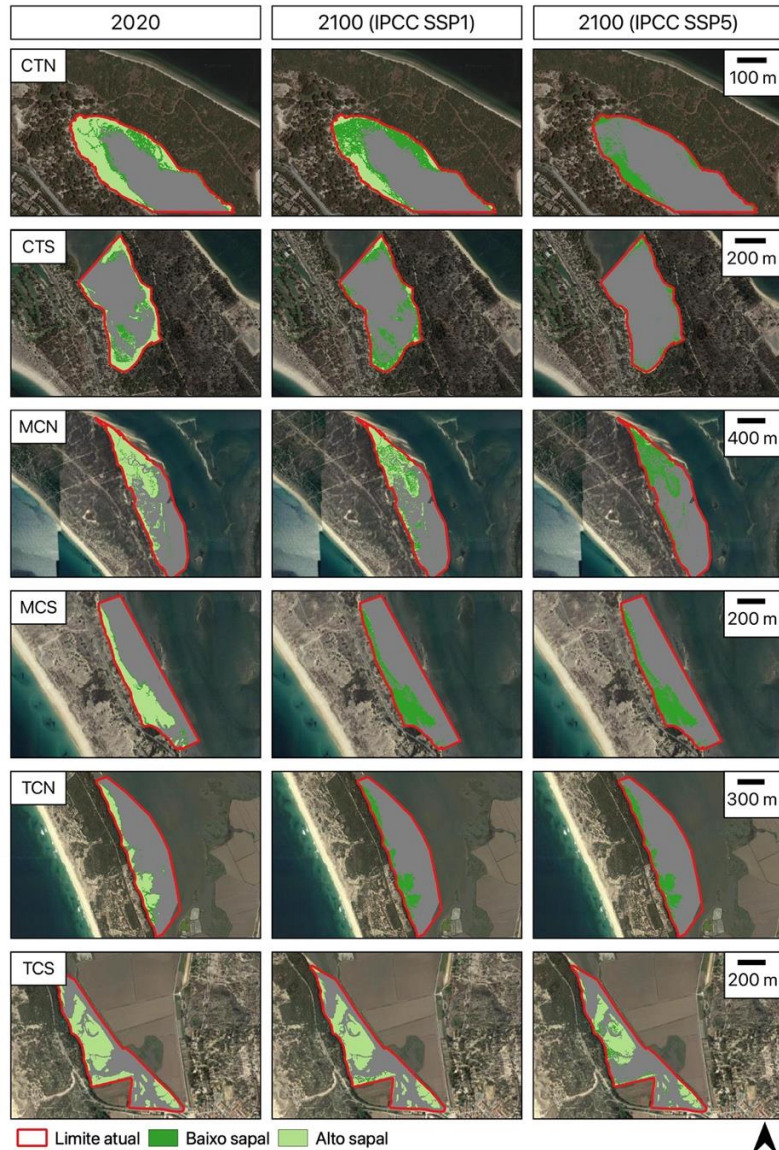 2020 2100 (IPCC SSP1) 2100 (IPCC SSP5)
CTN 100 m
CTS 200 m
MCN 400 m
MCS 200 m
TCN 300 m
TCS 200 m
Limite atual Baixo sapal Alto sapal